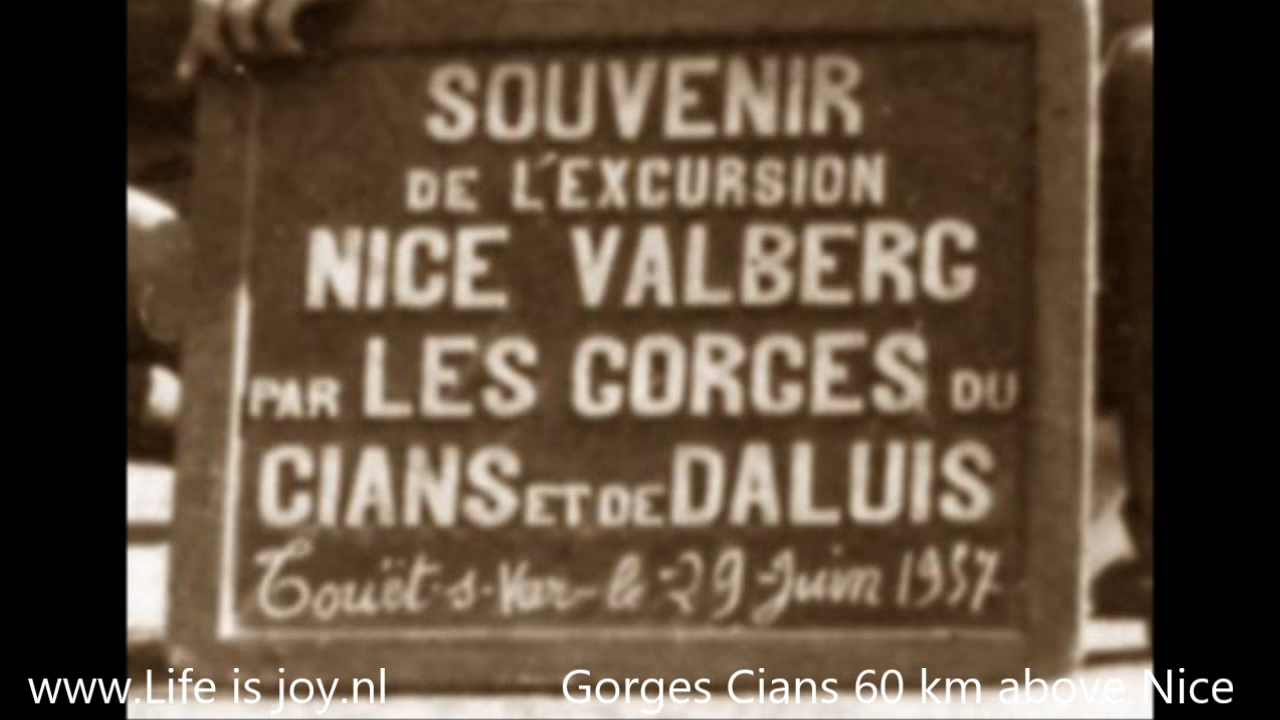 SOUVENIR
DE L'EXCURSION
NICE VALBERG
PAR LES GORGES DU
CIANS ET DE DALUIS
Touët-s-Var-le-29-Juin 1937
www.Life is joy.nl Gorges Cians 60 km above Nice